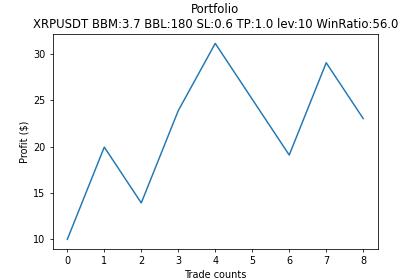 Portfolio
XRPUSDT BBM:3.7 BBL:180 SL:0.6 TP:1.0 lev:10 WinRatio:56.0
30
25
20
15
10
Profit ($)
0 1 2 3 4 5 6 7 8
Trade counts